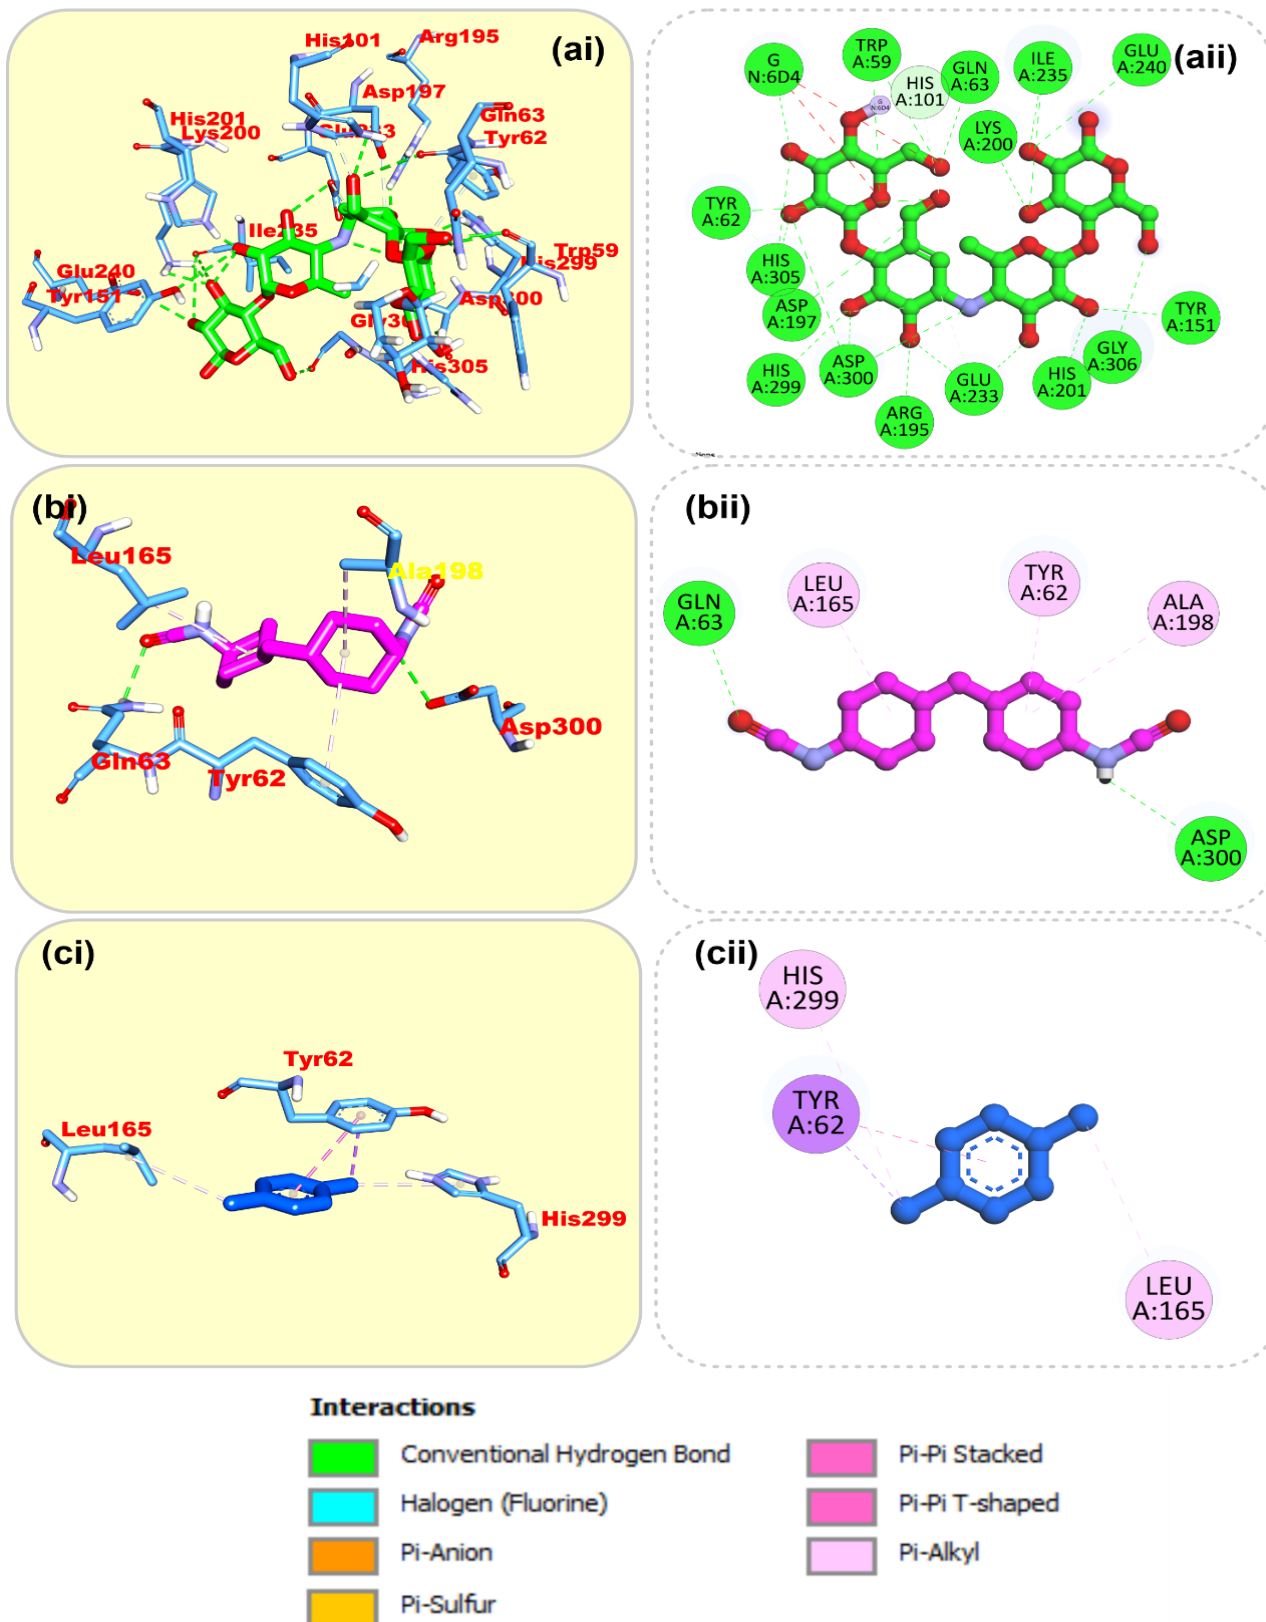 (ai)
His101
Arg195
Asp197
His201
Lys200
Gln63
Tyr62
Ile235
Trp59
His299
Glu240
Tyr151
His305
(aii)
G
N:6D4
TRP
A:59
HIS
A:101
GLN
A:63
ILE
A:235
GLU
A:240
G
N:6D4
LYS
A:200
TYR
A:62
HIS
A:305
ASP
A:197
HIS
A:299
ASP
A:300
ARG
A:195
GLU
A:233
HIS
A:201
GLY
A:306
TYR
A:151
(bi)
Leu165
Ala198
Asp300
Gln63
Tyr62
(bii)
GLN
A:63
LEU
A:165
TYR
A:62
ALA
A:198
ASP
A:300
(ci)
Tyr62
Leu165
His299
(cii)
HIS
A:299
TYR
A:62
LEU
A:165
Interactions
Conventional Hydrogen Bond
Halogen (Fluorine)
Pi-Anion
Pi-Sulfur
Pi-Pi Stacked
Pi-Pi T-shaped
Pi-Alkyl